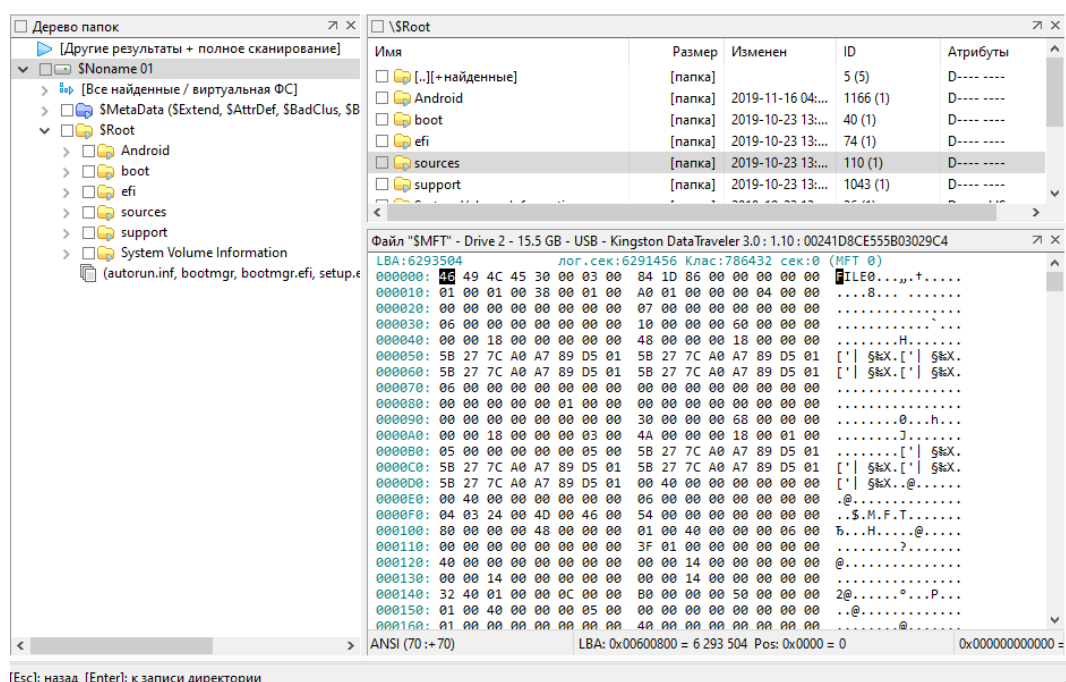 Дерево папок
[Другие результаты + полное сканирование]
$Noname 01
[Все найденные / виртуальная ФС]
$MetaData ($Extend, $AttrDef, $BadClus, $B
$Root
Android
boot
efi
sources
support
System Volume Information
(autorun.inf, bootmgr, bootmgr.efi, setup.e
\$Root
Имя Размер Изменен ID Атрибуты
[..][+найденные] [папка] 5 (5) D---- ----
Android [папка] 2019-11-16 04:... 1166 (1) D---- ----
boot [папка] 2019-10-23 13:... 40 (1) D---- ----
efi [папка] 2019-10-23 13:... 74 (1) D---- ----
sources [папка] 2019-10-23 13:... 110 (1) D---- ----
support [папка] 2019-10-23 13:... 1043 (1) D---- ----
Файл "$MFT" - Drive 2 - 15.5 GB - USB - Kingston DataTraveler 3.0 : 1.10 : 00241D8CE555B03029C4
LBA:6293504 лог.сек:6291456 Клас:786432 сек:0 (MFT 0)
000000: 46 49 4C 45 30 00 03 00 84 1D 86 00 00 00 00 00 FILE0...„.†.....
000010: 01 00 01 00 38 00 01 00 A0 01 00 00 00 04 00 00 ....8... .......
000020: 00 00 00 00 00 00 00 00 07 00 00 00 00 00 00 00 ................
000030: 06 00 00 00 00 00 00 00 10 00 00 00 60 00 00 00 ............`...
000040: 00 00 18 00 00 00 00 00 48 00 00 00 18 00 00 00 ........H.......
000050: 5B 27 7C A0 A7 89 D5 01 5B 27 7C A0 A7 89 D5 01 ['| §‰Х.['| §‰Х.
000060: 5B 27 7C A0 A7 89 D5 01 5B 27 7C A0 A7 89 D5 01 ['| §‰Х.['| §‰Х.
000070: 06 00 00 00 00 00 00 00 00 00 00 00 00 00 00 00 ................
000080: 00 00 00 00 00 01 00 00 00 00 00 00 00 00 00 00 ................
000090: 00 00 00 00 00 00 00 00 30 00 00 00 68 00 00 00 ........0...h...
0000A0: 00 00 18 00 00 00 03 00 4A 00 00 00 18 00 01 00 ........J.......
0000B0: 05 00 00 00 00 00 05 00 5B 27 7C A0 A7 89 D5 01 ........['| §‰Х.
0000C0: 5B 27 7C A0 A7 89 D5 01 5B 27 7C A0 A7 89 D5 01 ['| §‰Х.['| §‰Х.
0000D0: 5B 27 7C A0 A7 89 D5 01 00 40 00 00 00 00 00 00 ['| §‰Х..@......
0000E0: 00 40 00 00 00 00 00 00 06 00 00 00 00 00 00 00 .@..............
0000F0: 04 03 24 00 4D 00 46 00 54 00 00 00 00 00 00 00 ..$.M.F.T.......
000100: 80 00 00 00 48 00 00 00 01 00 40 00 00 00 06 00 Ђ...H.....@.....
000110: 00 00 00 00 00 00 00 00 3F 01 00 00 00 00 00 00 ........?.......
000120: 40 00 00 00 00 00 00 00 00 00 14 00 00 00 00 00 @...............
000130: 00 00 14 00 00 00 00 00 00 00 14 00 00 00 00 00 ................
000140: 32 40 01 00 00 0C 00 00 B0 00 00 00 50 00 00 00 2@......°...P...
000150: 01 00 40 00 00 00 05 00 00 00 00 00 00 00 00 00 ..@.............
000160: 01 00 00 00 00 00 00 00 40 00 00 00 00 00 00 00 ........@.......
ANSI (70 :+70) LBA: 0x00600800 = 6 293 504 Pos: 0x0000 = 0 0x000000000000 =
[Esc]: назад [Enter]: к записи директории